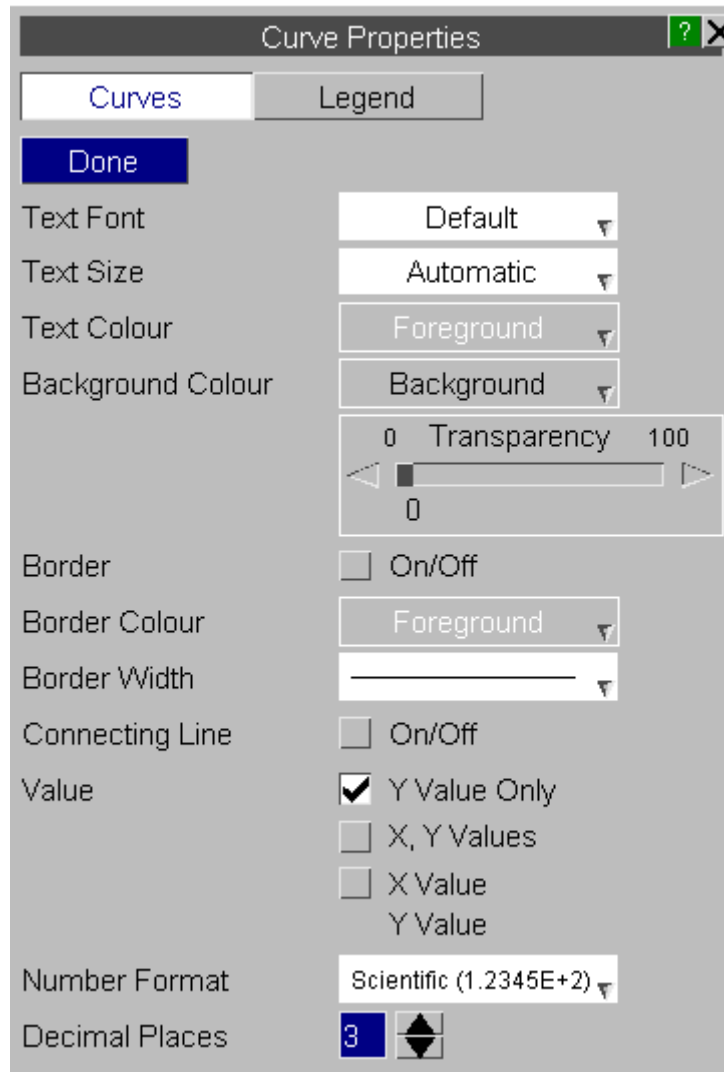 Curve Properties ?
Curves Legend
Done
Text Font Default
Text Size Automatic
Text Colour Foreground
Background Colour Background
0 Transparency 100
0
Border On/Off
Border Colour Foreground
Border Width
Connecting Line On/Off
Value Y Value Only
X, Y Values
X Value
Y Value
Number Format Scientific (1.2345E+2)
Decimal Places 3